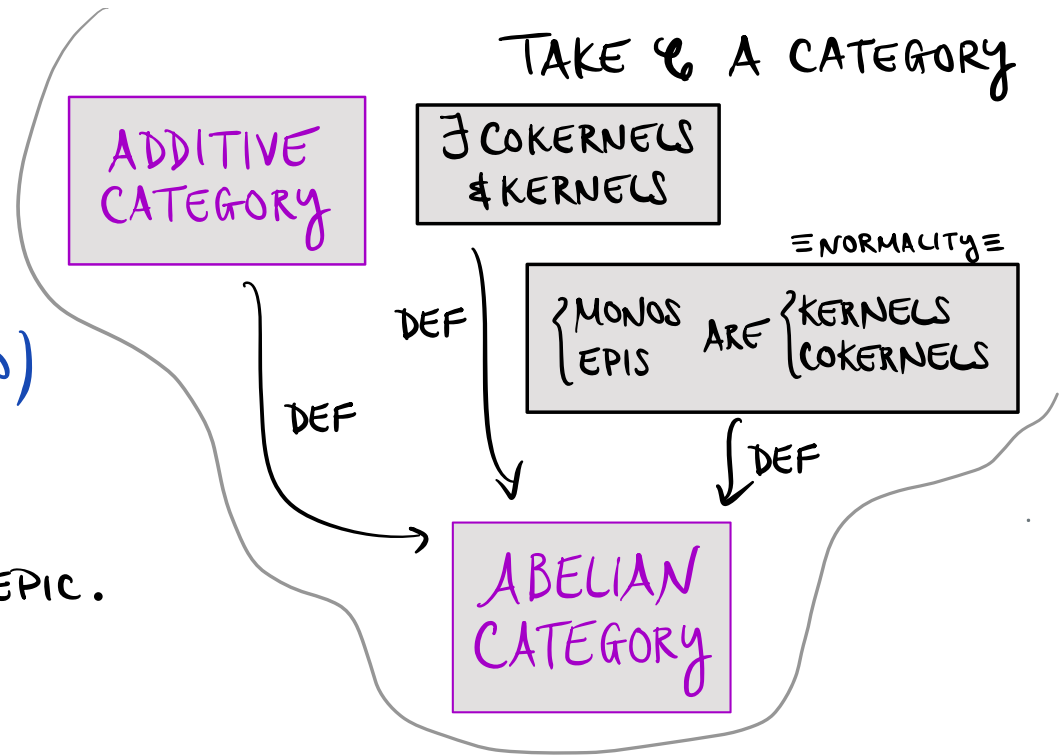 TAKE 𝒞 A CATEGORY
ADDITIVE
CATEGORY
∃ COKERNELS
& KERNELS
≡NORMALITY≡
DEF
{MONOS ARE {KERNELS
EPIS COKERNELS
)
DEF
DEF
EPIC.
ABELIAN
CATEGORY